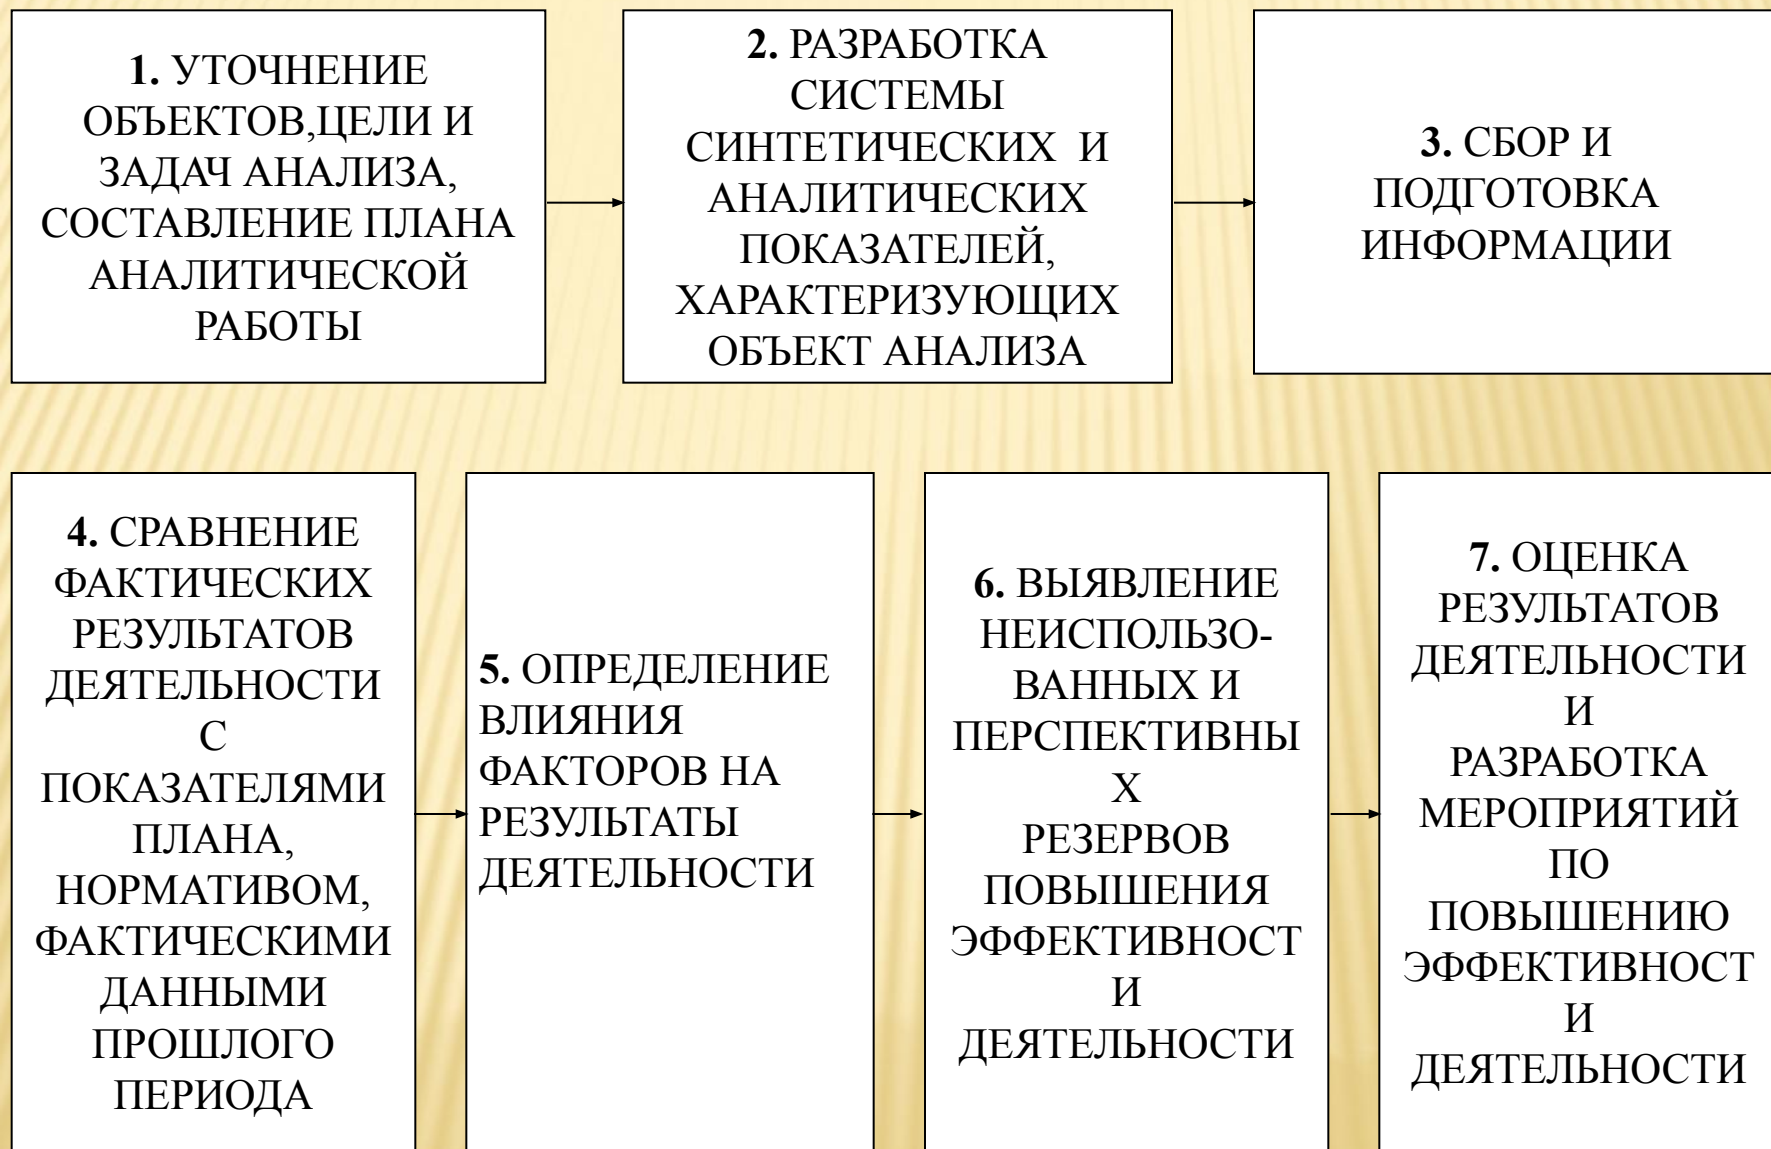 1. УТОЧНЕНИЕ
ОБЪЕКТОВ,ЦЕЛИ И
ЗАДАЧ АНАЛИЗА,
СОСТАВЛЕНИЕ ПЛАНА
АНАЛИТИЧЕСКОЙ
РАБОТЫ
2. РАЗРАБОТКА
СИСТЕМЫ
СИНТЕТИЧЕСКИХ И
АНАЛИТИЧЕСКИХ
ПОКАЗАТЕЛЕЙ,
ХАРАКТЕРИЗУЮЩИХ
ОБЪЕКТ АНАЛИЗА
3. СБОР И
ПОДГОТОВКА
ИНФОРМАЦИИ
4. СРАВНЕНИЕ
ФАКТИЧЕСКИХ
РЕЗУЛЬТАТОВ
ДЕЯТЕЛЬНОСТИ
С
ПОКАЗАТЕЛЯМИ
ПЛАНА,
НОРМАТИВОМ,
ФАКТИЧЕСКИМИ
ДАННЫМИ
ПРОШЛОГО
ПЕРИОДА
5. ОПРЕДЕЛЕНИЕ
ВЛИЯНИЯ
ФАКТОРОВ НА
РЕЗУЛЬТАТЫ
ДЕЯТЕЛЬНОСТИ
6. ВЫЯВЛЕНИЕ
НЕИСПОЛЬЗО-
ВАННЫХ И
ПЕРСПЕКТИВНЫ
Х
РЕЗЕРВОВ
ПОВЫШЕНИЯ
ЭФФЕКТИВНОСТ
И
ДЕЯТЕЛЬНОСТИ
7. ОЦЕНКА
РЕЗУЛЬТАТОВ
ДЕЯТЕЛЬНОСТИ
И
РАЗРАБОТКА
МЕРОПРИЯТИЙ
ПО
ПОВЫШЕНИЮ
ЭФФЕКТИВНОСТ
И
ДЕЯТЕЛЬНОСТИ